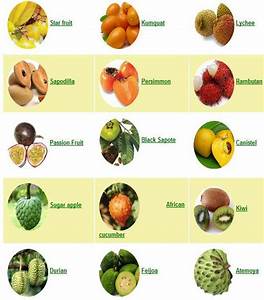 Star fruit
Kumquat
Lychee
Sapodilla
Persimmon
Rambutan
Passion Fruit
Black Sapote
Canistel
Sugar apple
African
cucumber
Kiwi
Durian
Feijoa
Atemoya